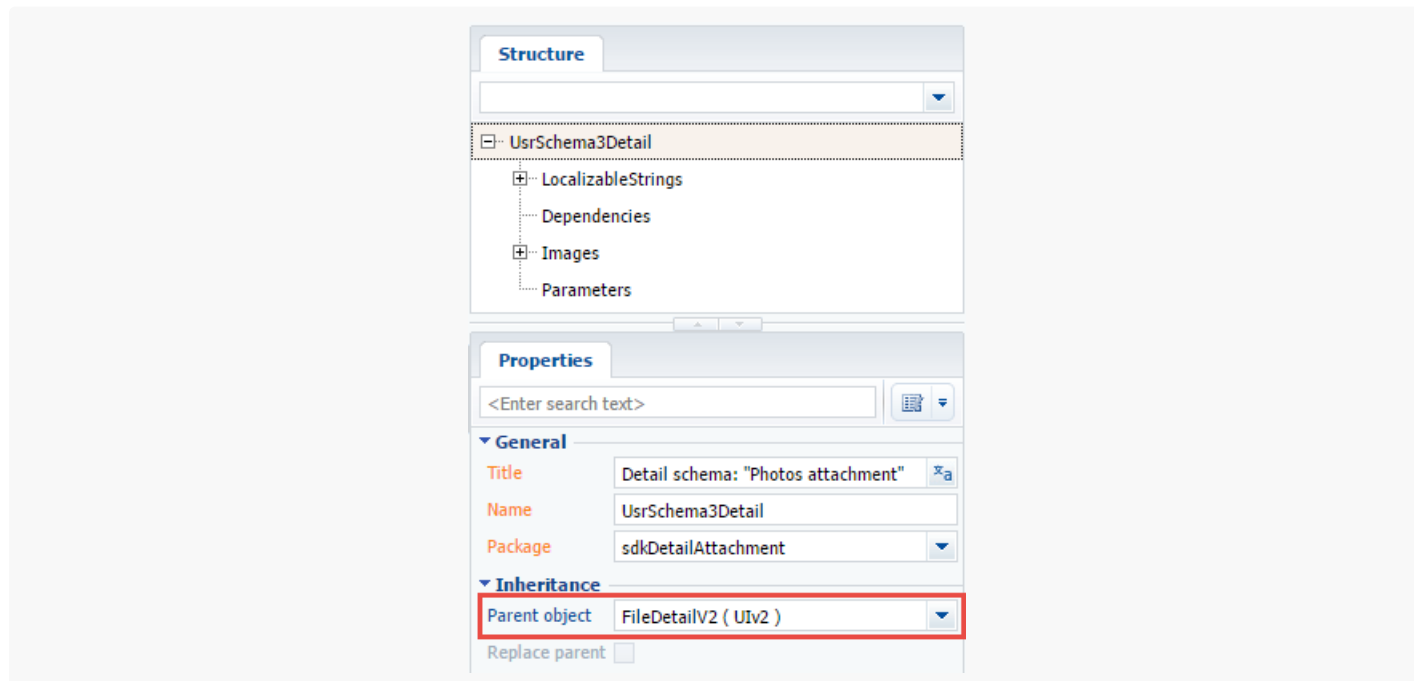 Structure
UsrSchema3Detail
LocalizableStrings
Dependencies
Images
Parameters
Properties
<Enter search text>
General
Title Detail schema: "Photos attachment" ×a
Name UsrSchema3Detail
Package sdkDetailAttachment
Inheritance
Parent object FileDetailV2 ( UIv2 )
Replace parent